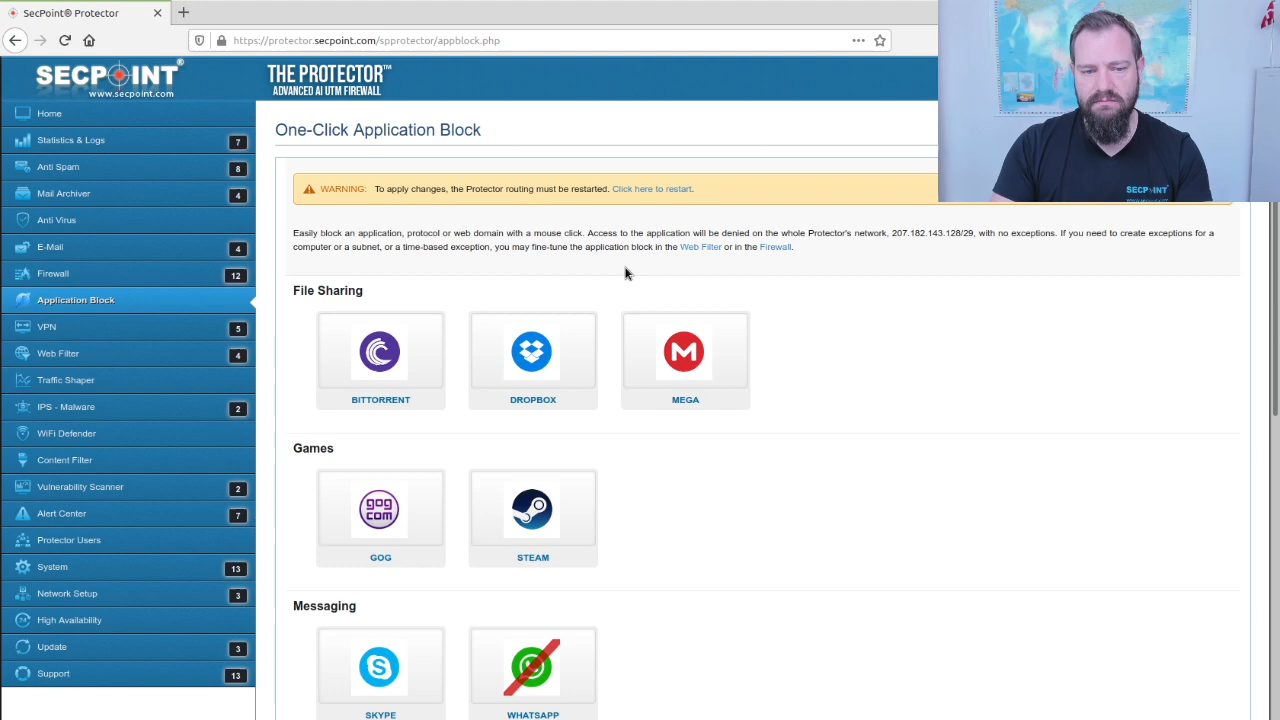 SecPoint® Protector
https://protector.secpoint.com/spprotector/appblock.php
SECPOINT®
www.secpoint.com
THE PROTECTOR™
ADVANCED AI UTM FIREWALL
Home
Statistics & Logs 7
Anti Spam 8
Mail Archiver 4
Anti Virus
E-Mail 4
Firewall 12
Application Block
VPN 5
Web Filter 4
Traffic Shaper
IPS - Malware 2
WiFi Defender
Content Filter
Vulnerability Scanner 2
Alert Center 7
Protector Users
System 13
Network Setup 3
High Availability
Update 3
Support 13
One-Click Application Block
WARNING: To apply changes, the Protector routing must be restarted. Click here to restart.
Easily block an application, protocol or web domain with a mouse click. Access to the application will be denied on the whole Protector's network, 207.182.143.128/29, with no exceptions. If you need to create exceptions for a
computer or a subnet, or a time-based exception, you may fine-tune the application block in the Web Filter or in the Firewall.
File Sharing
BITTORRENT
DROPBOX
M
MEGA
Games
gog
com
GOG
STEAM
Messaging
S
SKYPE
WHATSAPP
SECPOINT